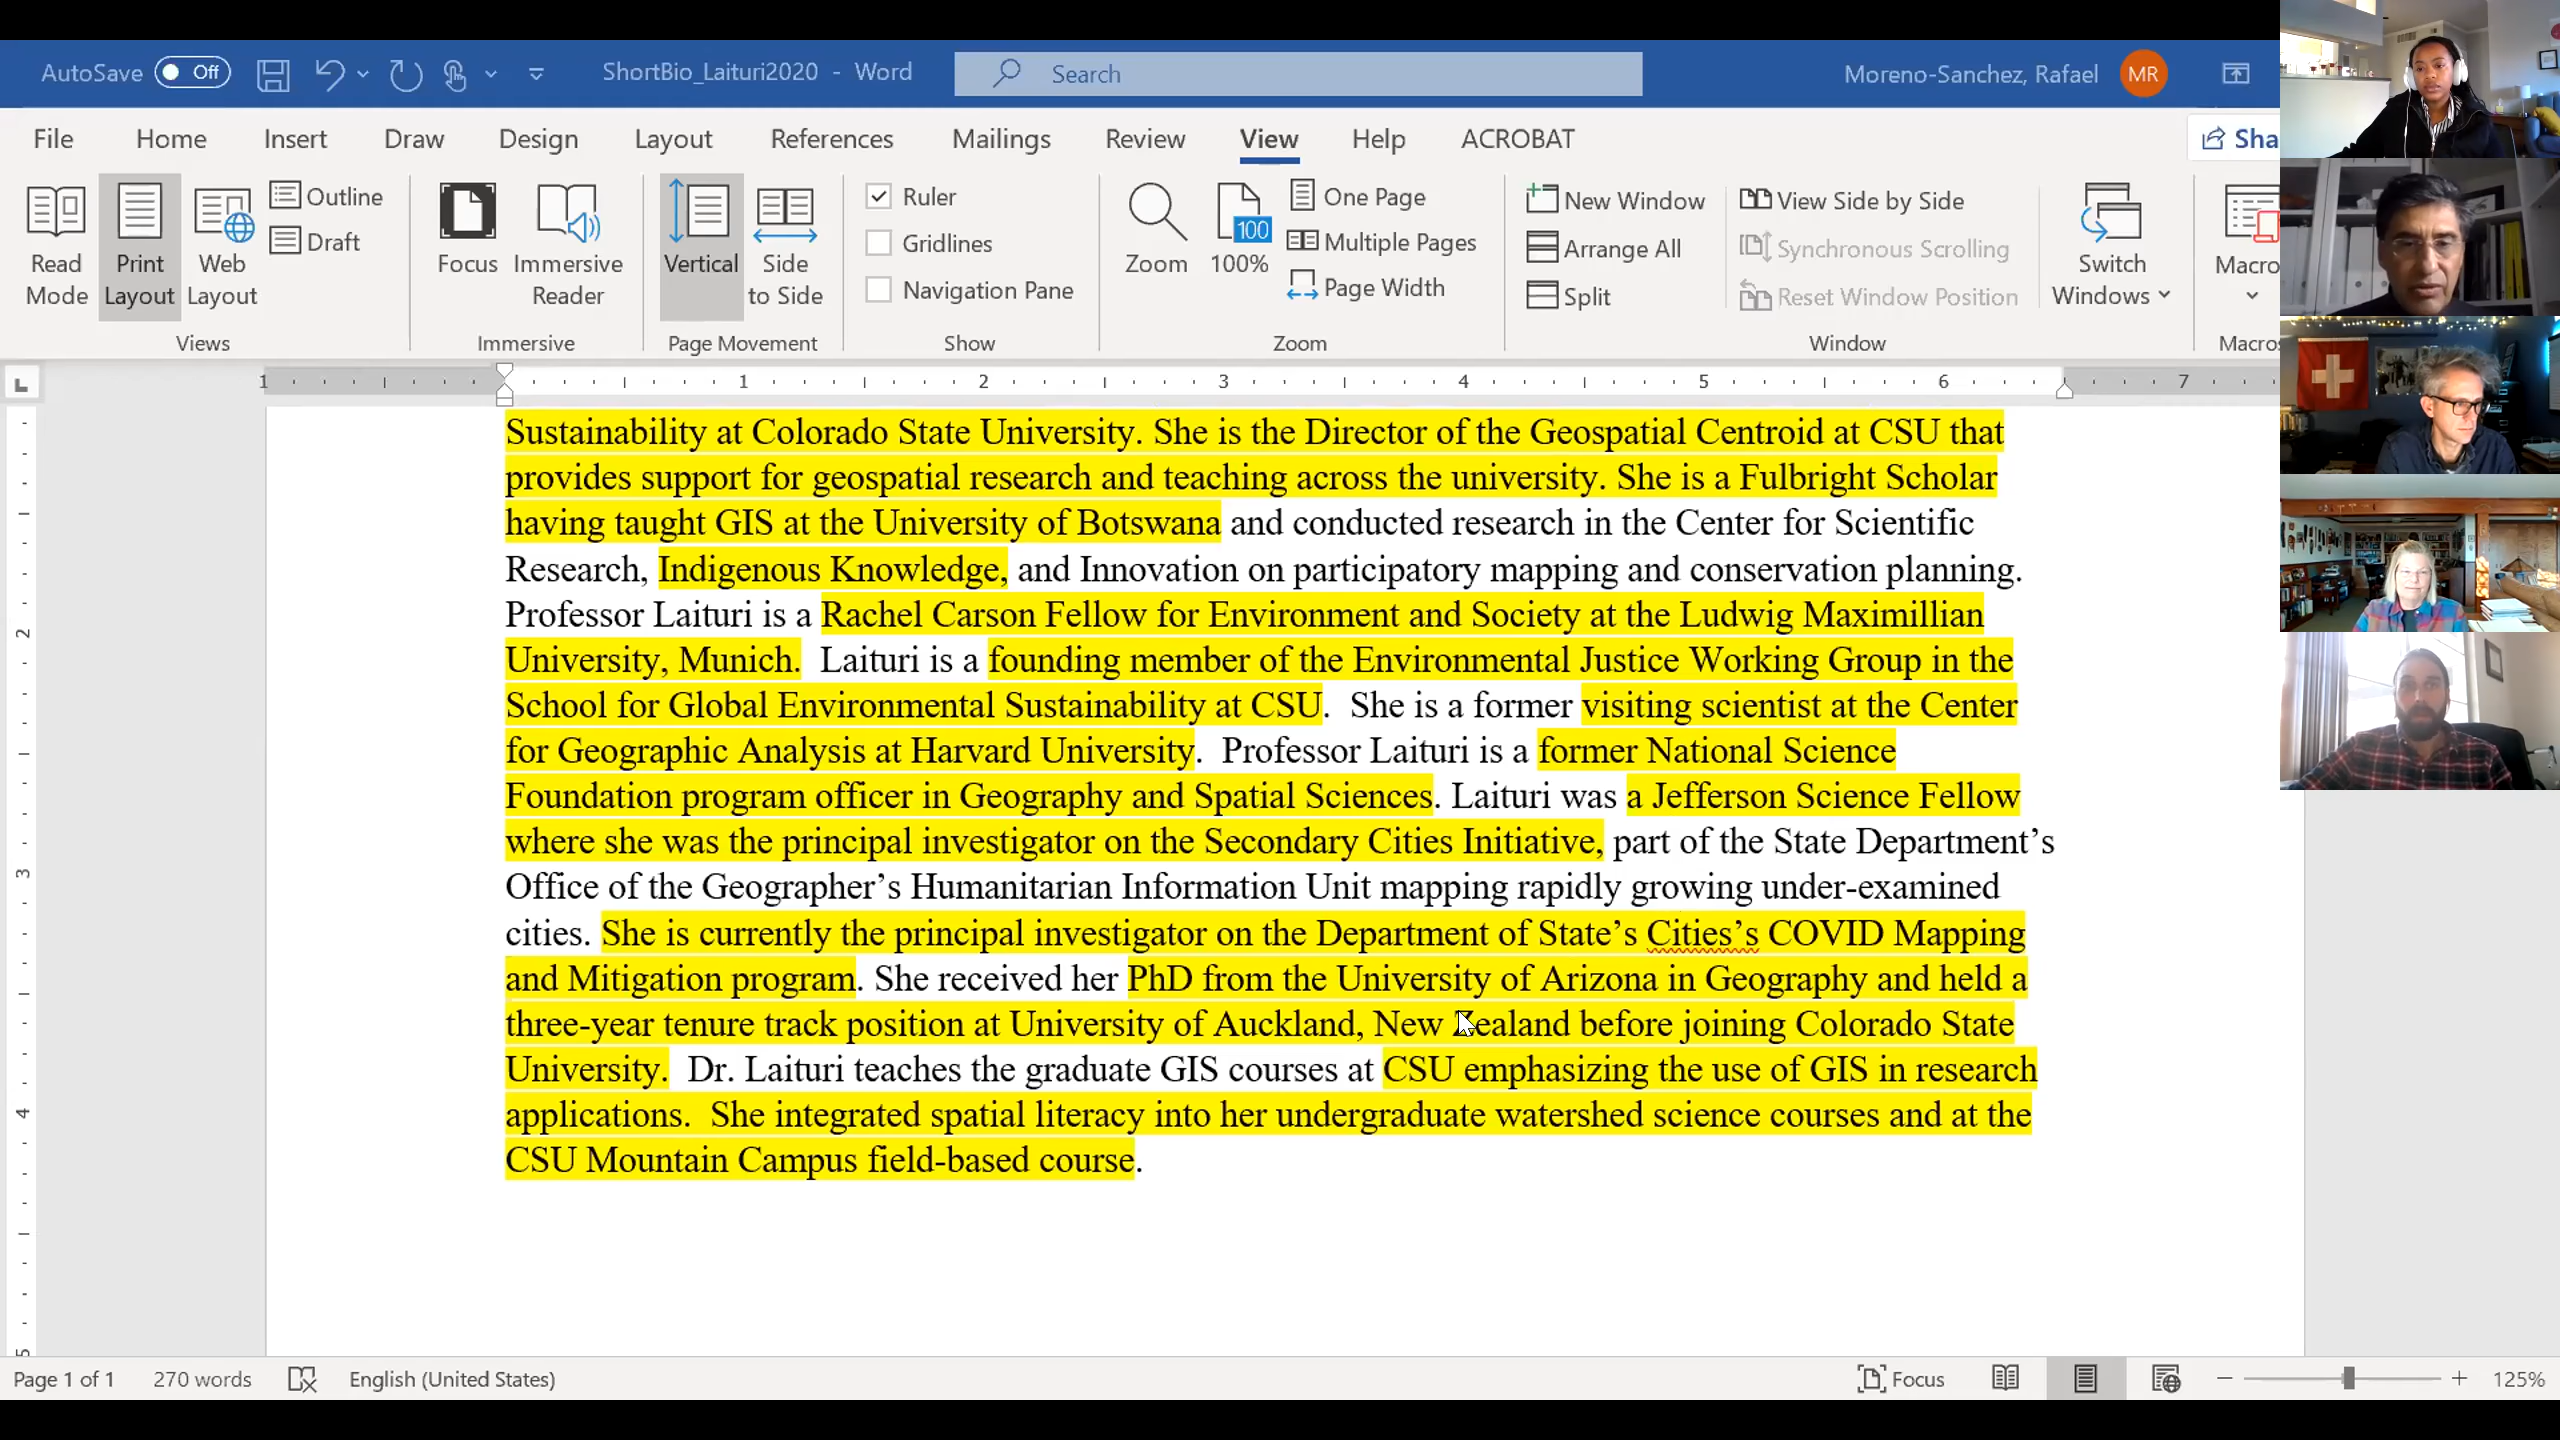 AutoSave Off ShortBio_Laituri2020 - Word Search Moreno-Sanchez, Rafael MR
File Home Insert Draw Design Layout References Mailings Review View Help ACROBAT Sha
Read Mode
Print Layout
Web Layout
Outline
Draft
Views
Focus
Immersive Reader
Immersive
Vertical
Side to Side
Page Movement
Ruler
Gridlines
Navigation Pane
Show
Zoom
100
100%
One Page
Multiple Pages
Page Width
Zoom
New Window
Arrange All
Split
View Side by Side
Synchronous Scrolling
Reset Window Position
Switch Windows
Window
Macro
Macros
1 1 2 3 4 5 6 7
Sustainability at Colorado State University. She is the Director of the Geospatial Centroid at CSU that
provides support for geospatial research and teaching across the university. She is a Fulbright Scholar
having taught GIS at the University of Botswana and conducted research in the Center for Scientific
Research, Indigenous Knowledge, and Innovation on participatory mapping and conservation planning.
Professor Laituri is a Rachel Carson Fellow for Environment and Society at the Ludwig Maximillian
University, Munich.  Laituri is a founding member of the Environmental Justice Working Group in the
School for Global Environmental Sustainability at CSU.  She is a former visiting scientist at the Center
for Geographic Analysis at Harvard University.  Professor Laituri is a former National Science
Foundation program officer in Geography and Spatial Sciences. Laituri was a Jefferson Science Fellow
where she was the principal investigator on the Secondary Cities Initiative, part of the State Department’s
Office of the Geographer’s Humanitarian Information Unit mapping rapidly growing under-examined
cities. She is currently the principal investigator on the Department of State’s Cities’s COVID Mapping
and Mitigation program. She received her PhD from the University of Arizona in Geography and held a
three-year tenure track position at University of Auckland, New Zealand before joining Colorado State
University.  Dr. Laituri teaches the graduate GIS courses at CSU emphasizing the use of GIS in research
applications.  She integrated spatial literacy into her undergraduate watershed science courses and at the
CSU Mountain Campus field-based course.
2
3
4
5
Page 1 of 1 270 words English (United States) Focus 125%